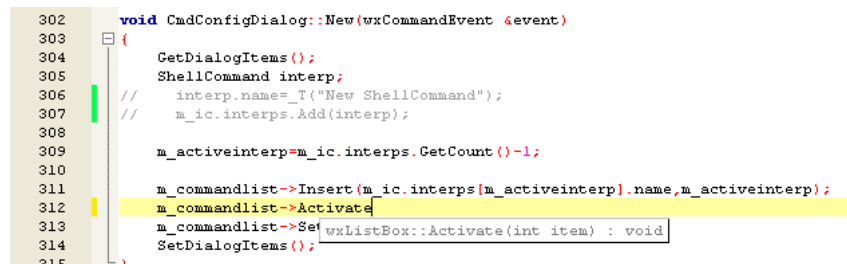 302 void CmdConfigDialog::New(wxCommandEvent &event)
303 {
304 GetDialogItems();
305 ShellCommand interp;
306 // interp.name=_T("New ShellCommand");
307 // m_ic.interps.Add(interp);
308
309 m_activeinterp=m_ic.interps.GetCount()-1;
310
311 m_commandlist->Insert(m_ic.interps[m_activeinterp].name,m_activeinterp);
312 m_commandlist->Activate
313 m_commandlist->Set
wxListBox::Activate(int item) : void
314 SetDialogItems();
315 }